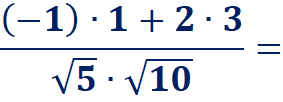 (−1) · 1 + 2 · 3
√5 · √10 =